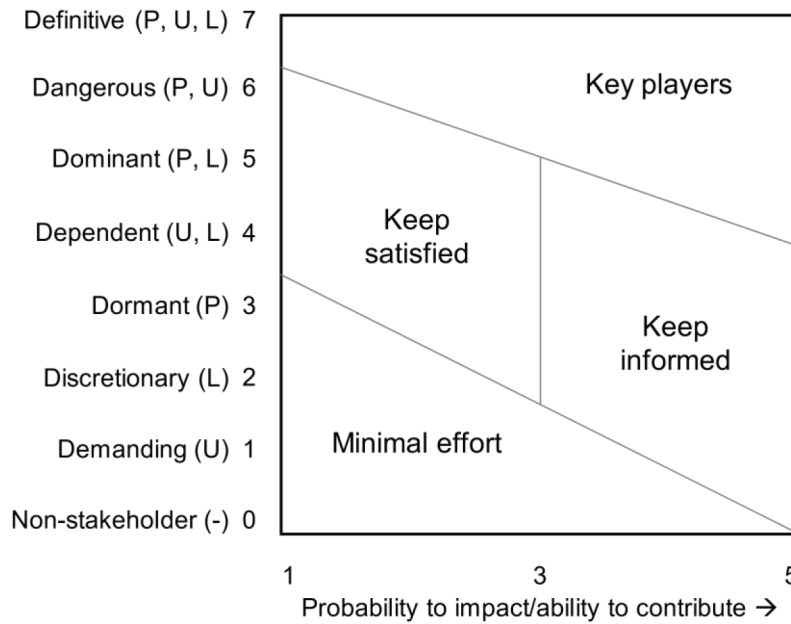 Definitive (P, U, L) 7
Dangerous (P, U) 6
Key players
Dominant (P, L) 5
Dependent (U, L) 4
Keep
satisfied
Dormant (P) 3
Keep
informed
Discretionary (L) 2
Demanding (U) 1
Minimal effort
Non-stakeholder (-) 0
1 3 5
Probability to impact/ability to contribute →